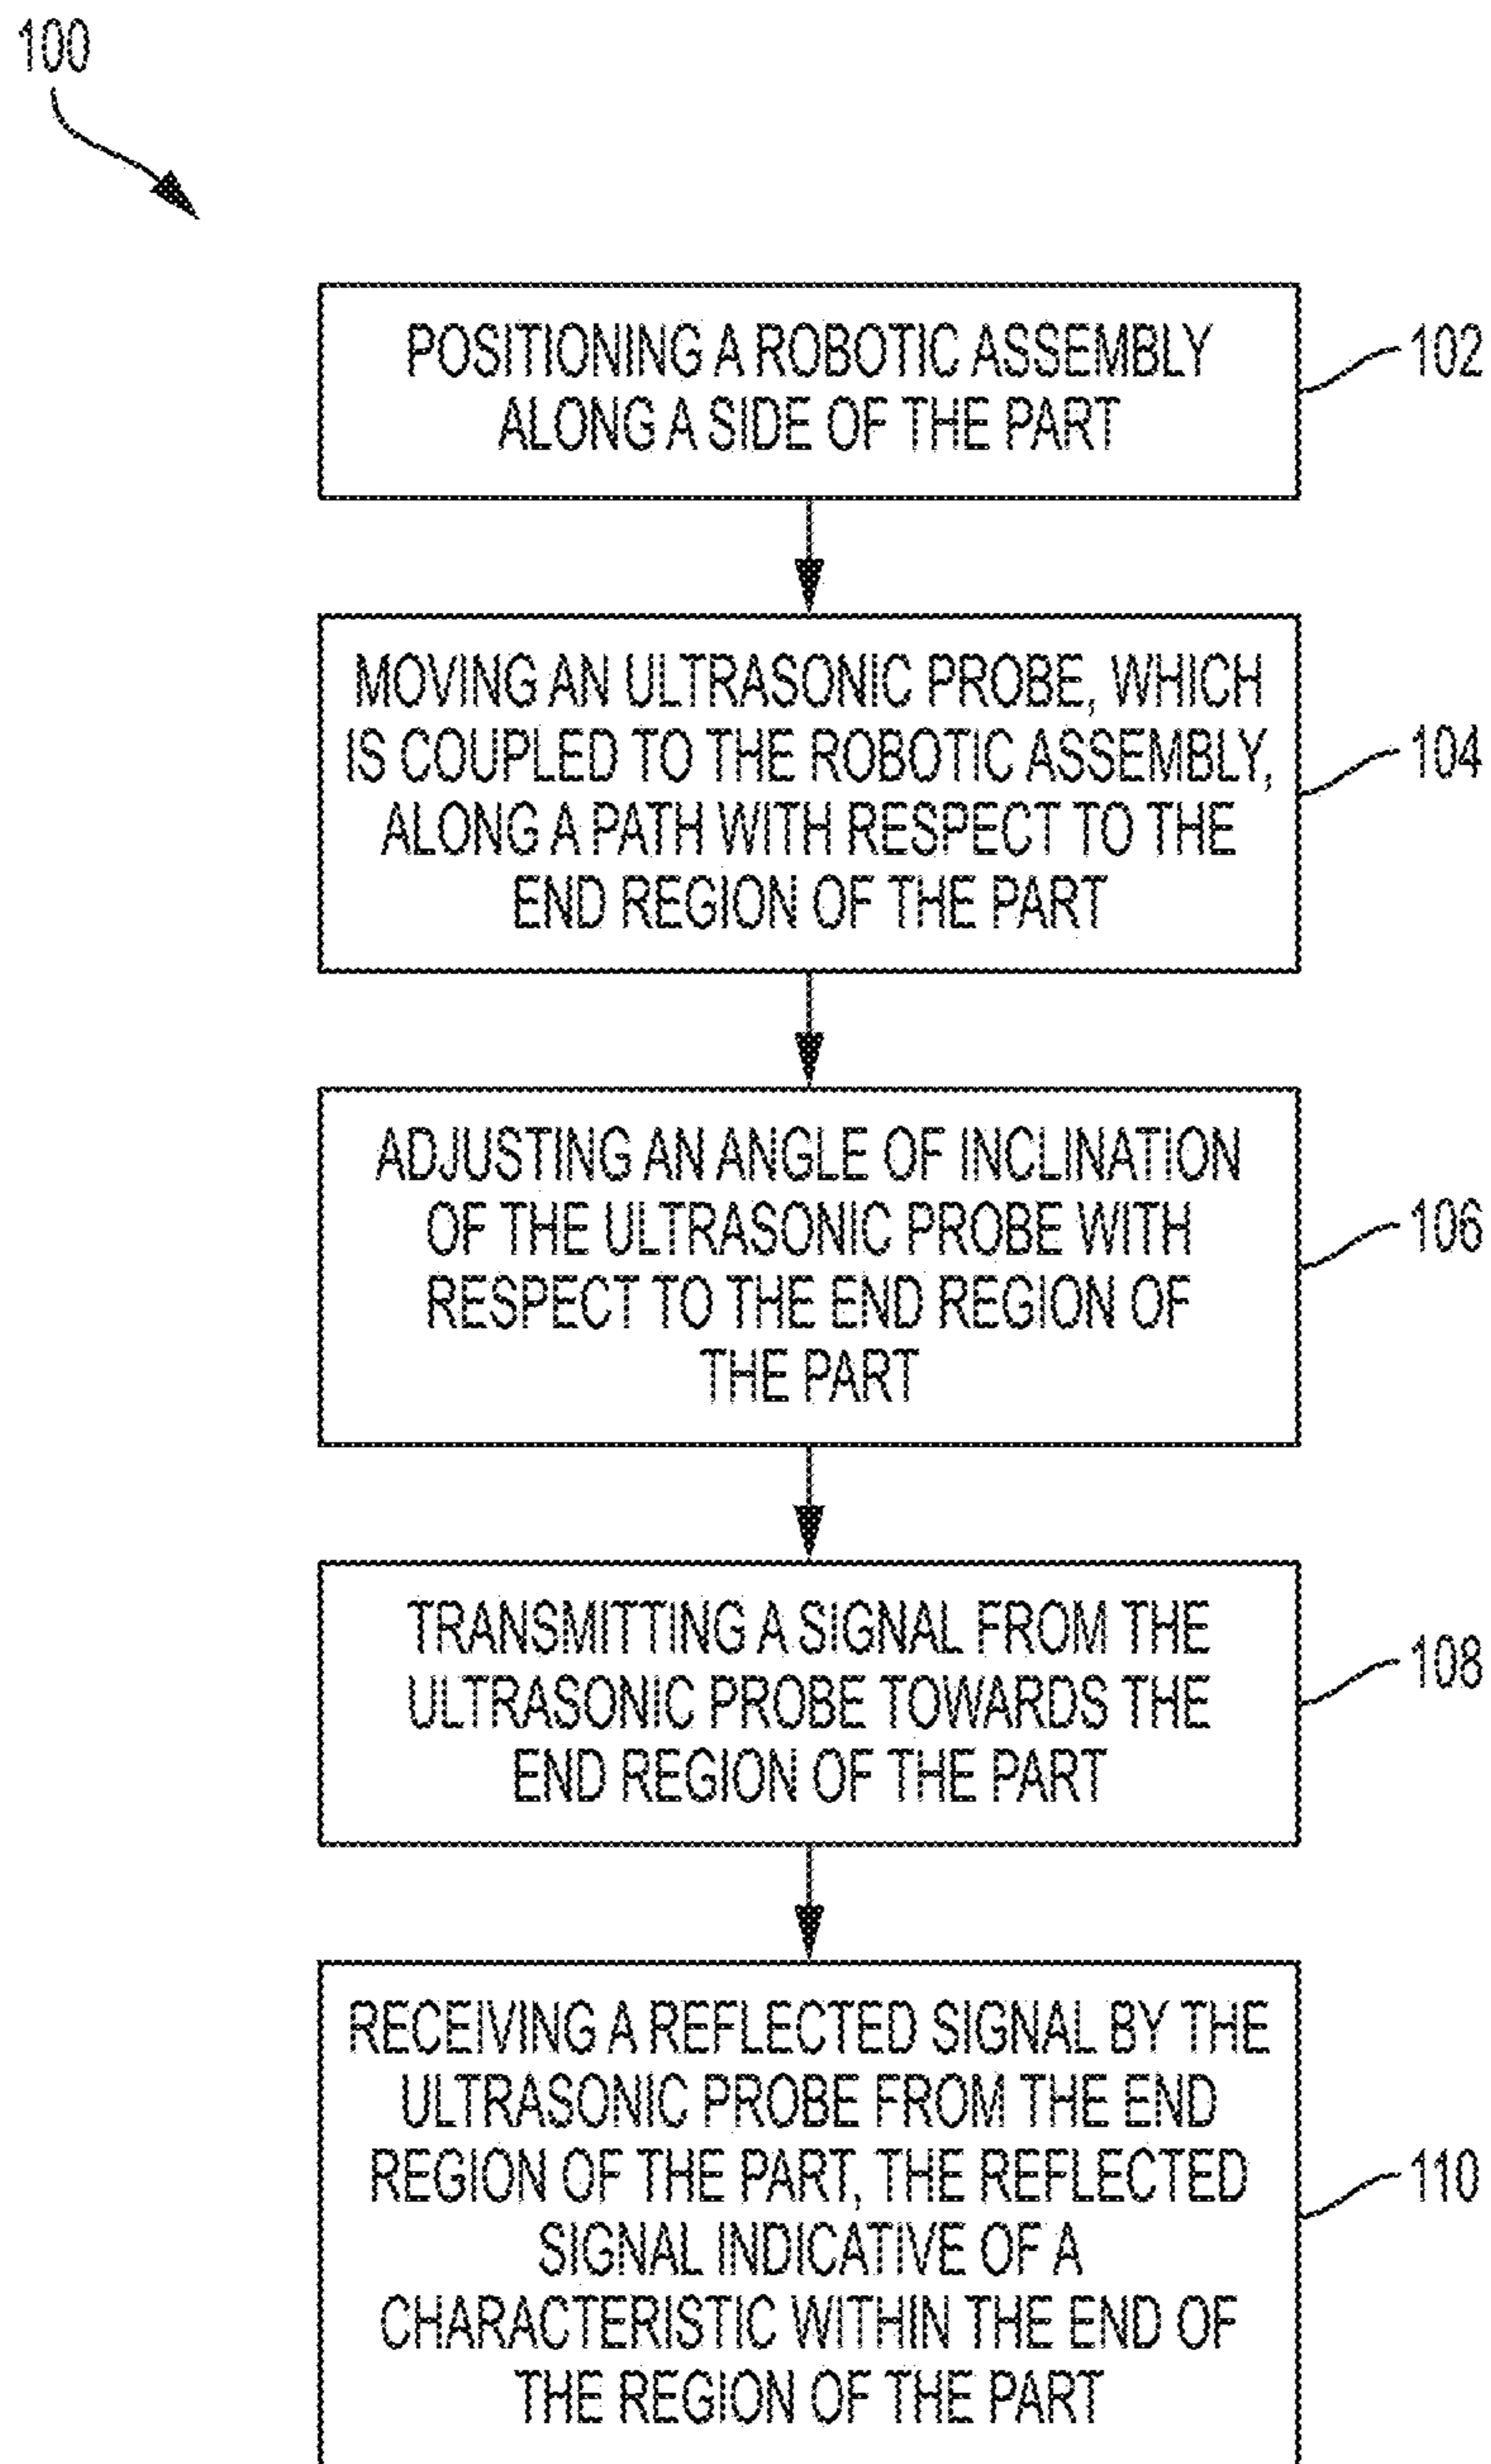 100
POSITIONING A ROBOTIC ASSEMBLY
ALONG A SIDE OF THE PART
102
MOVING AN ULTRASONIC PROBE, WHICH
IS COUPLED TO THE ROBOTIC ASSEMBLY,
ALONG A PATH WITH RESPECT TO THE
END REGION OF THE PART
104
ADJUSTING AN ANGLE OF INCLINATION
OF THE ULTRASONIC PROBE WITH
RESPECT TO THE END REGION OF
THE PART
106
TRANSMITTING A SIGNAL FROM THE
ULTRASONIC PROBE TOWARDS THE
END REGION OF THE PART
108
RECEIVING A REFLECTED SIGNAL BY THE
ULTRASONIC PROBE FROM THE END
REGION OF THE PART, THE REFLECTED
SIGNAL INDICATIVE OF A
CHARACTERISTIC WITHIN THE END OF
THE REGION OF THE PART
110